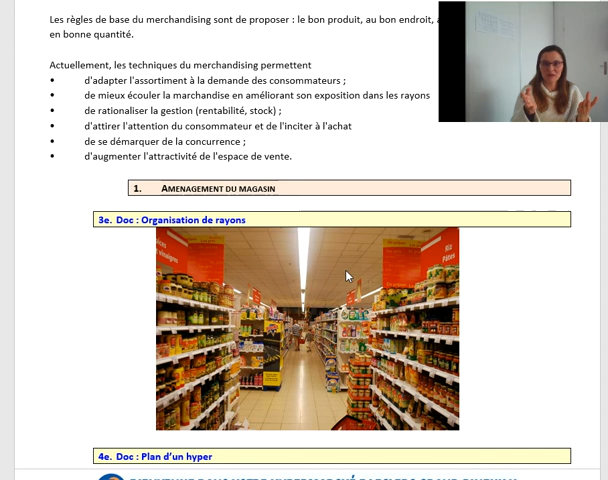 Les règles de base du merchandising sont de proposer : le bon produit, au bon endroit,
en bonne quantité.
Actuellement, les techniques du merchandising permettent
• d'adapter l'assortiment à la demande des consommateurs ;
• de mieux écouler la marchandise en améliorant son exposition dans les rayons
• de rationaliser la gestion (rentabilité, stock) ;
• d'attirer l'attention du consommateur et de l'inciter à l'achat
• de se démarquer de la concurrence ;
• d'augmenter l'attractivité de l'espace de vente.
1. AMENAGEMENT DU MAGASIN
3e. Doc : Organisation de rayons
Riz
Pâtes
4e. Doc : Plan d'un hyper